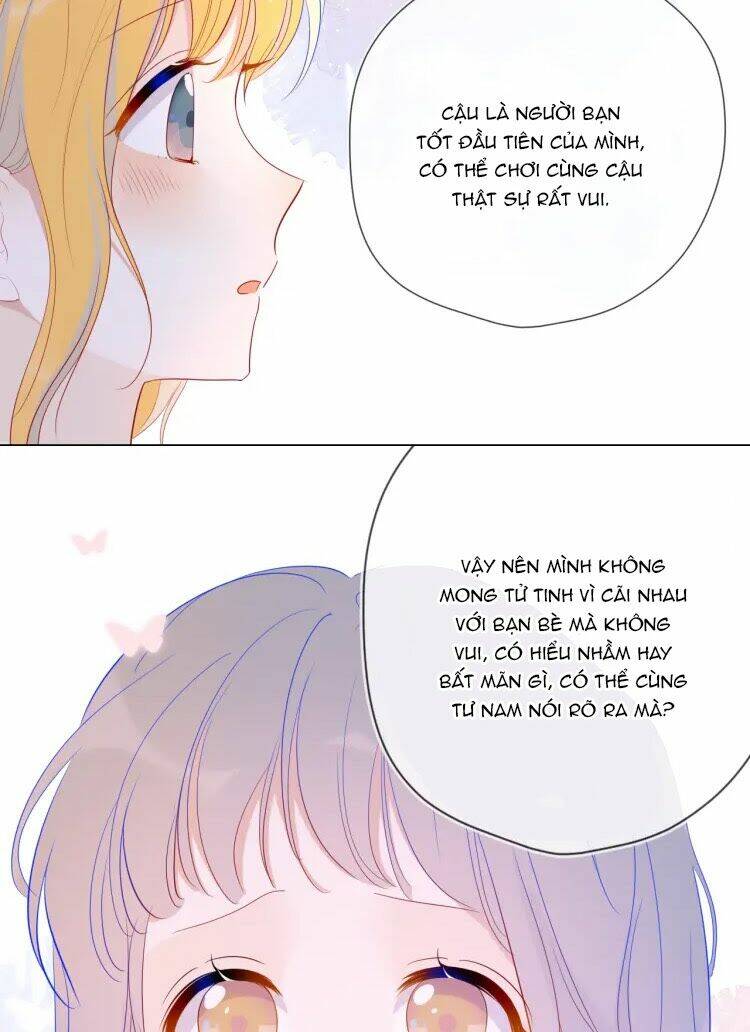 CẬU LÀ NGƯỜI BẠN
TỐT ĐẦU TIÊN CỦA MÌNH,
CÓ THỂ CHƠI CÙNG CẬU
THẬT SỰ RẤT VUI.
VẬY NÊN MÌNH KHÔNG
MONG TỬ TINH VÌ CÃI NHAU
VỚI BẠN BÈ MÀ KHÔNG
VUI, CÓ HIỂU NHẦM HAY
BẤT MÃN GÌ, CÓ THỂ CÙNG
TƯ NAM NÓI RÕ RA MÀ?